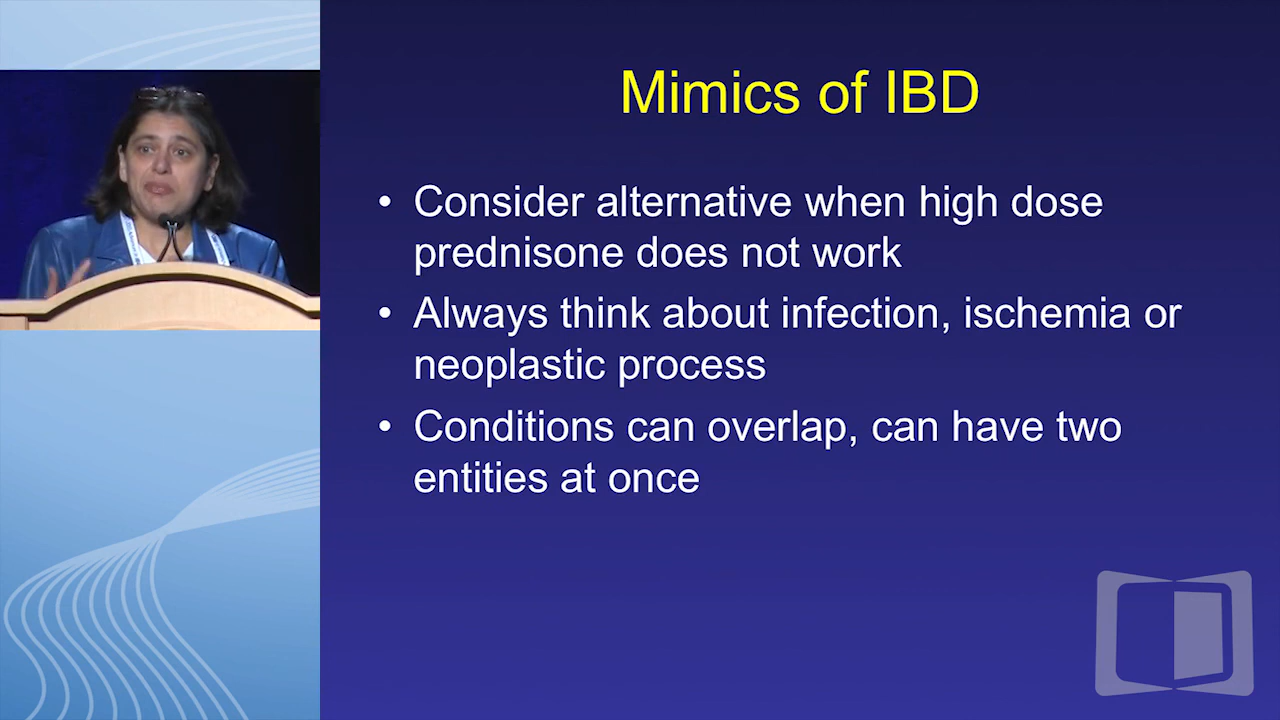 Mimics of IBD
• Consider alternative when high dose
prednisone does not work
• Always think about infection, ischemia or
neoplastic process
• Conditions can overlap, can have two
entities at once